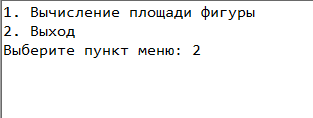 1. Вычисление площади фигуры
2. Выход
Выберите пункт меню: 2